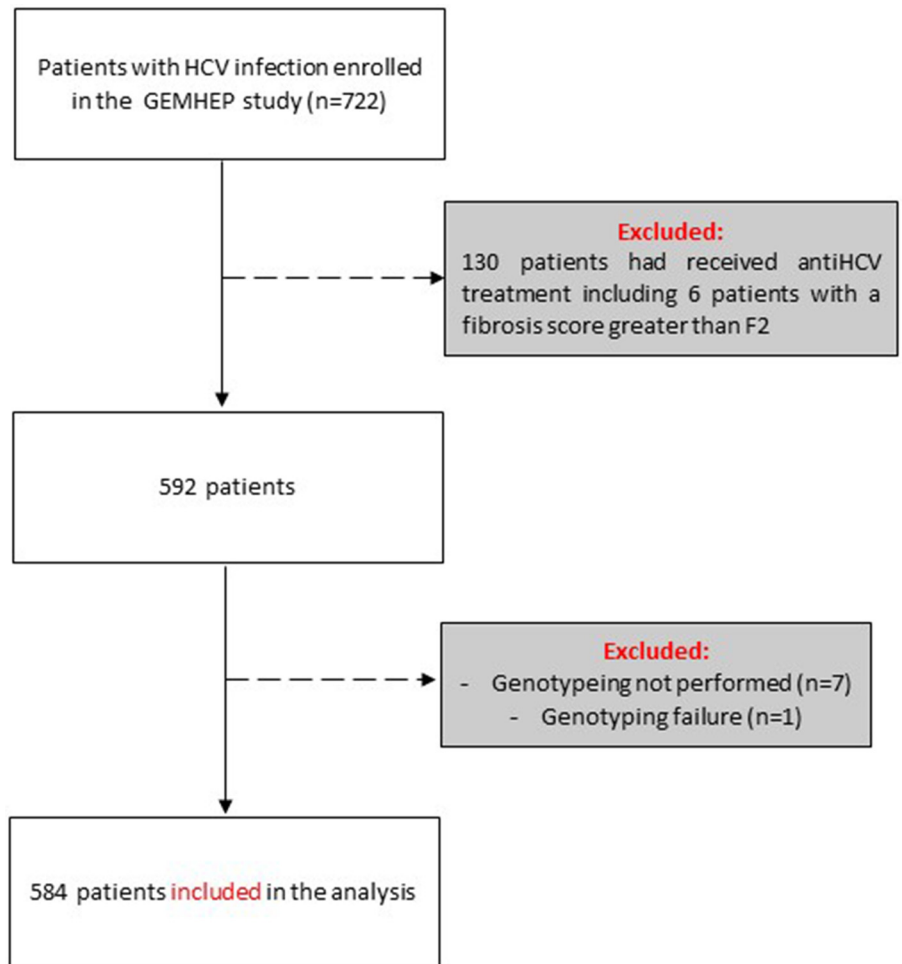 Patients with HCV infection enrolled
in the GEMHEP study (n=722)
Excluded:
130 patients had received antiHCV
treatment including 6 patients with a
fibrosis score greater than F2
592 patients
Excluded:
- Genotypeing not performed (n=7)
- Genotyping failure (n=1)
584 patients included in the analysis